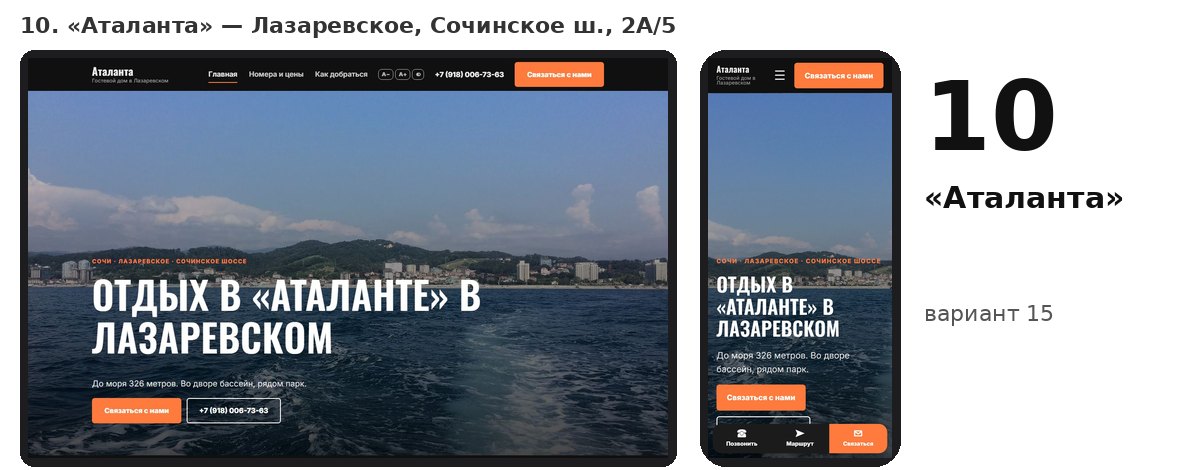 10. «Аталанта» — Лазаревское, Сочинское ш., 2А/5
Аталанта
Гостевой дом в Лазаревском
Главная
Номера и цены
Как добраться
A−
A+
+7 (918) 006-73-63
Связаться с нами
СОЧИ · ЛАЗАРЕВСКОЕ · СОЧИНСКОЕ ШОССЕ
ОТДЫХ В «АТАЛАНТЕ» В
ЛАЗАРЕВСКОМ
До моря 326 метров. Во дворе бассейн, рядом парк.
Связаться с нами
+7 (918) 006-73-63
Аталанта
Гостевой дом в
Лазаревском
Связаться с нами
СОЧИ · ЛАЗАРЕВСКОЕ · СОЧИНСКОЕ ШОССЕ
ОТДЫХ В
«АТАЛАНТЕ» В
ЛАЗАРЕВСКОМ
До моря 326 метров. Во дворе
бассейн, рядом парк.
Связаться с нами
Позвонить
Маршрут
Связаться
10
«Аталанта»
вариант 15